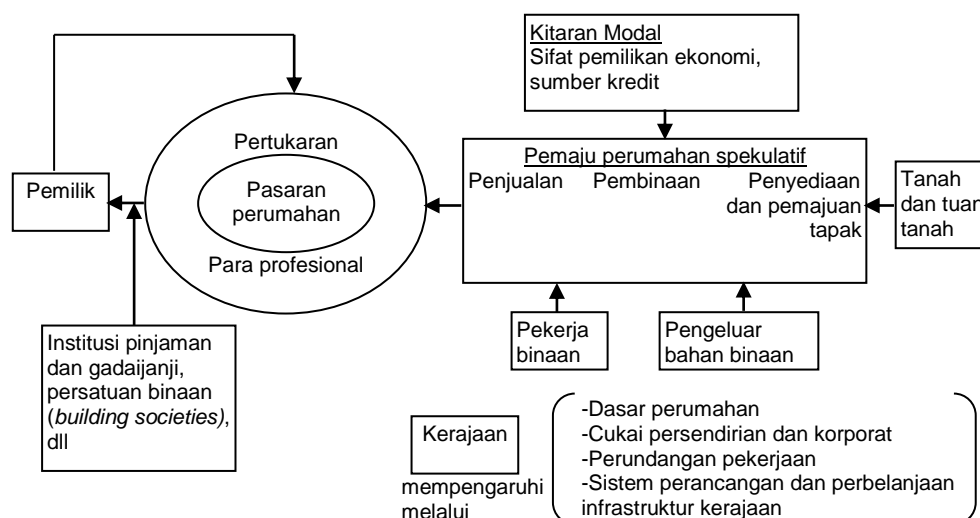 Kitaran Modal
Sifat pemilikan ekonomi,
sumber kredit
Pertukaran
Pasaran
perumahan
Para profesional
Pemilik
Pemaju perumahan spekulatif
Penjualan Pembinaan Penyediaan
dan pemajuan
tapak
Tanah
dan tuan
tanah
Institusi pinjaman
dan gadaijanji,
persatuan binaan
(building societies),
dll
Pekerja
binaan
Pengeluar
bahan binaan
Kerajaan
mempengaruhi
melalui
-Dasar perumahan
-Cukai persendirian dan korporat
-Perundangan pekerjaan
-Sistem perancangan dan perbelanjaan
infrastruktur kerajaan